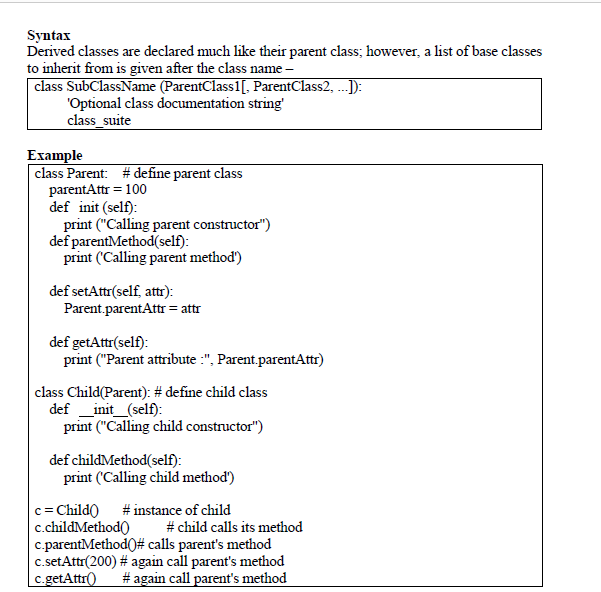 Syntax
Derived classes are declared much like their parent class; however, a list of base classes
to inherit from is given after the class name –
class SubClassName (ParentClass1[, ParentClass2, ...]):
'Optional class documentation string'
class_suite
Example
class Parent: # define parent class
parentAttr = 100
def init (self):
print ("Calling parent constructor")
def parentMethod(self):
print ('Calling parent method')
def setAttr(self, attr):
Parent.parentAttr = attr
def getAttr(self):
print ("Parent attribute :", Parent.parentAttr)
class Child(Parent): # define child class
def __init__(self):
print ("Calling child constructor")
def childMethod(self):
print ('Calling child method')
c = Child() # instance of child
c.childMethod() # child calls its method
c.parentMethod()# calls parent's method
c.setAttr(200) # again call parent's method
c.getAttr() # again call parent's method